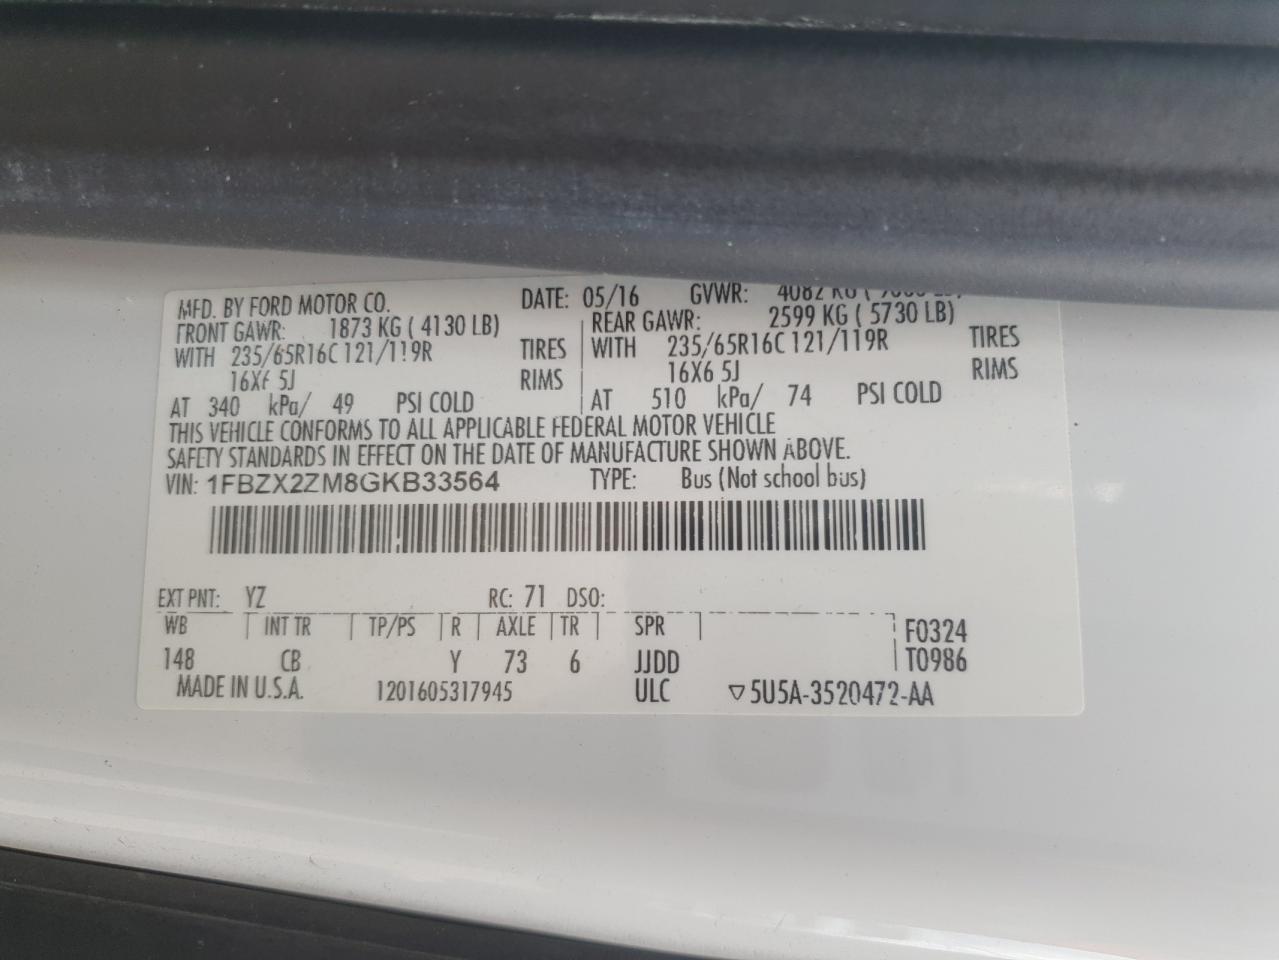 MFD. BY FORD MOTOR CO. DATE: 05/16 GVWR: 4082 KG
FRONT GAWR: 1873 KG ( 4130 LB) REAR GAWR: 2599 KG ( 5730 LB)
WITH 235/65R16C 121/119R TIRES WITH 235/65R16C 121/119R TIRES
16X6 5J RIMS 16X6 5J RIMS
AT 340 kPa/ 49 PSI COLD AT 510 kPa/ 74 PSI COLD
THIS VEHICLE CONFORMS TO ALL APPLICABLE FEDERAL MOTOR VEHICLE
SAFETY STANDARDS IN EFFECT ON THE DATE OF MANUFACTURE SHOWN ABOVE.
VIN: 1FBZX2ZM8GKB33564 TYPE: Bus (Not school bus)
EXT PNT: YZ RC: 71 DSO:
WB INT TR TP/PS R AXLE TR SPR F0324
148 CB Y 73 6 JJDD T0986
MADE IN U.S.A. 1201605317945 ULC ▽5U5A-3520472-AA